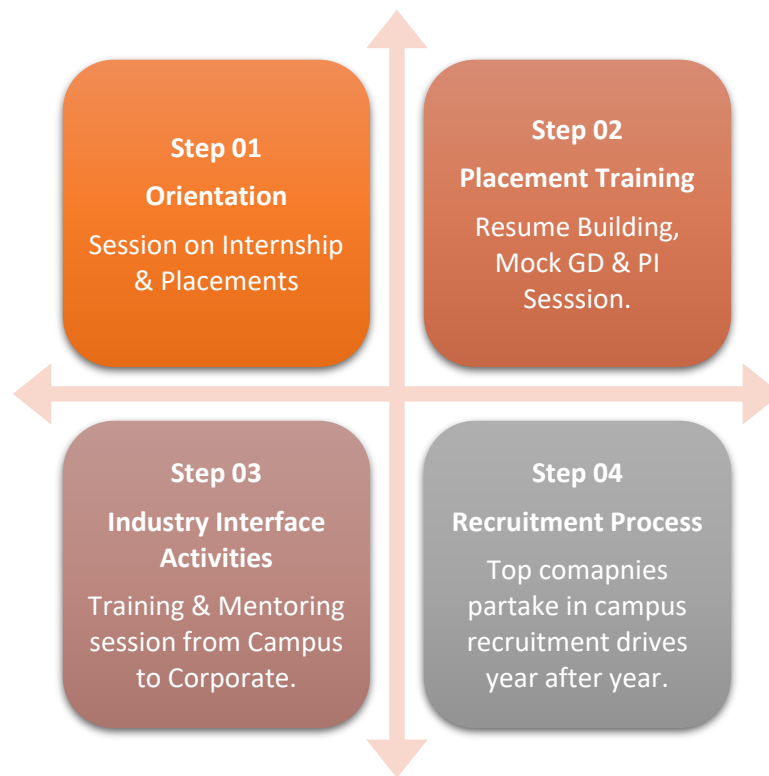 Step 01
Orientation
Session on Internship
& Placements
Step 02
Placement Training
Resume Building,
Mock GD & PI
Sesssion.
Step 03
Industry Interface
Activities
Training & Mentoring
session from Campus
to Corporate.
Step 04
Recruitment Process
Top comapnies
partake in campus
recruitment drives
year after year.